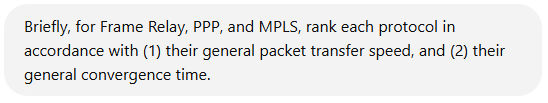 Briefly, for Frame Relay, PPP, and MPLS, rank each protocol in
accordance with (1) their general packet transfer speed, and (2) their
general convergence time.